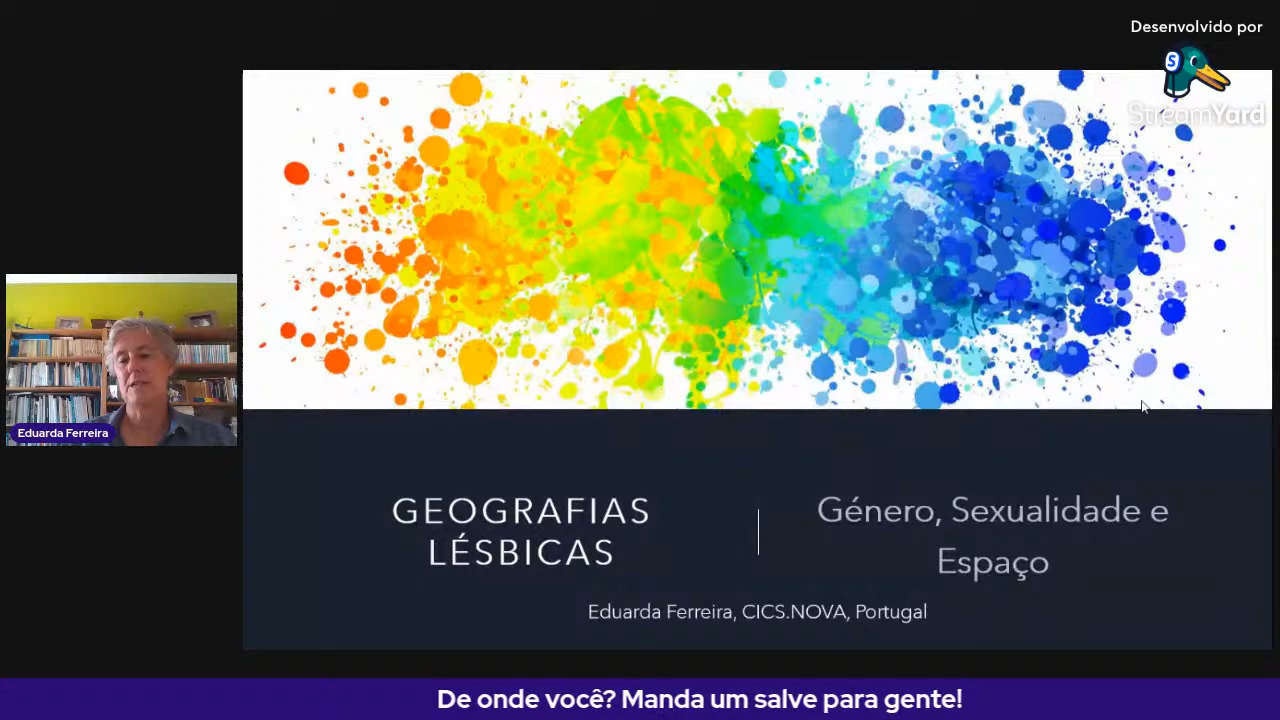 Desenvolvido por
S
StreamYard
Eduarda Ferreira
GEOGRAFIAS
LÉSBICAS
Género, Sexualidade e
Espaço
Eduarda Ferreira, CICS.NOVA, Portugal
De onde você? Manda um salve para gente!